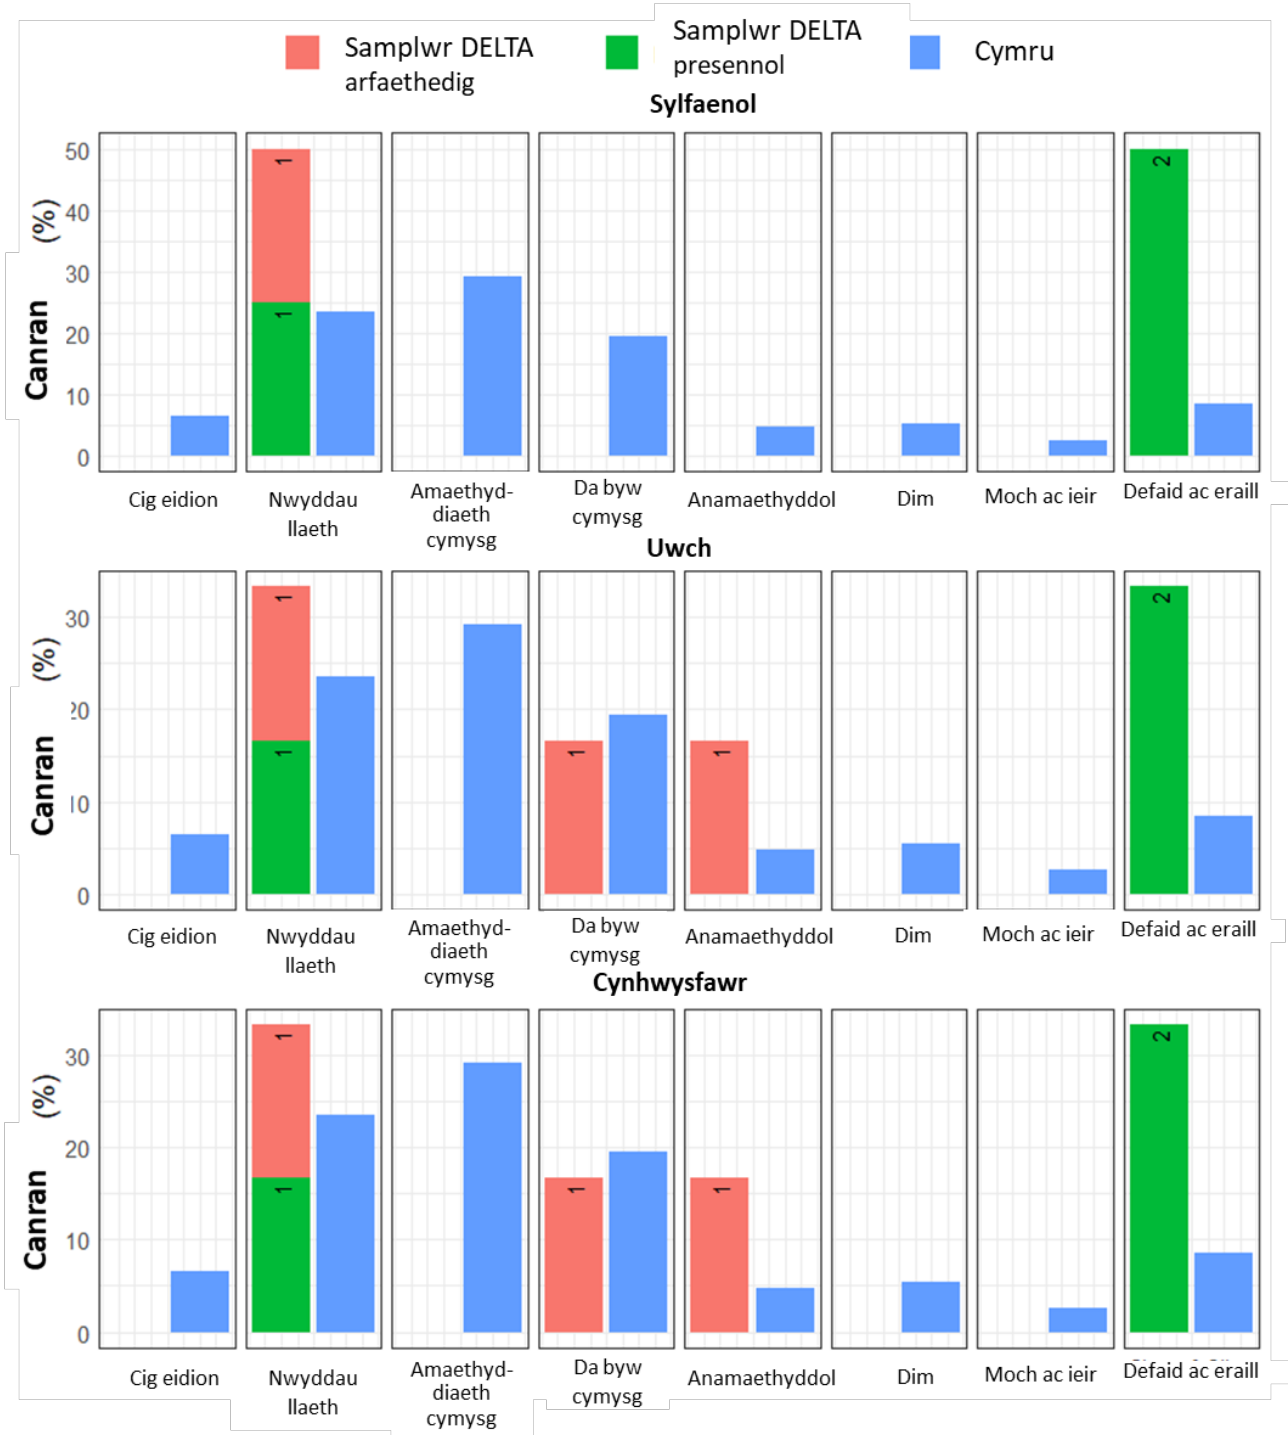 Samplwr DELTA
arfaethedig
Samplwr DELTA
presennol
Cymru
Sylfaenol
Canran (%)
50
40
30
20
10
0
1
1
2
Cig eidion
Nwyddau
llaeth
Amaethyd-
diaeth
cymysg
Da byw
cymysg
Anamaethyddol
Dim
Moch ac ieir
Defaid ac eraill
Uwch
Canran (%)
30
20
10
0
1
1
1
1
2
Cig eidion
Nwyddau
llaeth
Amaethyd-
diaeth
cymysg
Da byw
cymysg
Anamaethyddol
Dim
Moch ac ieir
Defaid ac eraill
Cynhwysfawr
Canran (%)
30
20
10
0
1
1
1
1
2
Cig eidion
Nwyddau
llaeth
Amaethyd-
diaeth
cymysg
Da byw
cymysg
Anamaethyddol
Dim
Moch ac ieir
Defaid ac eraill